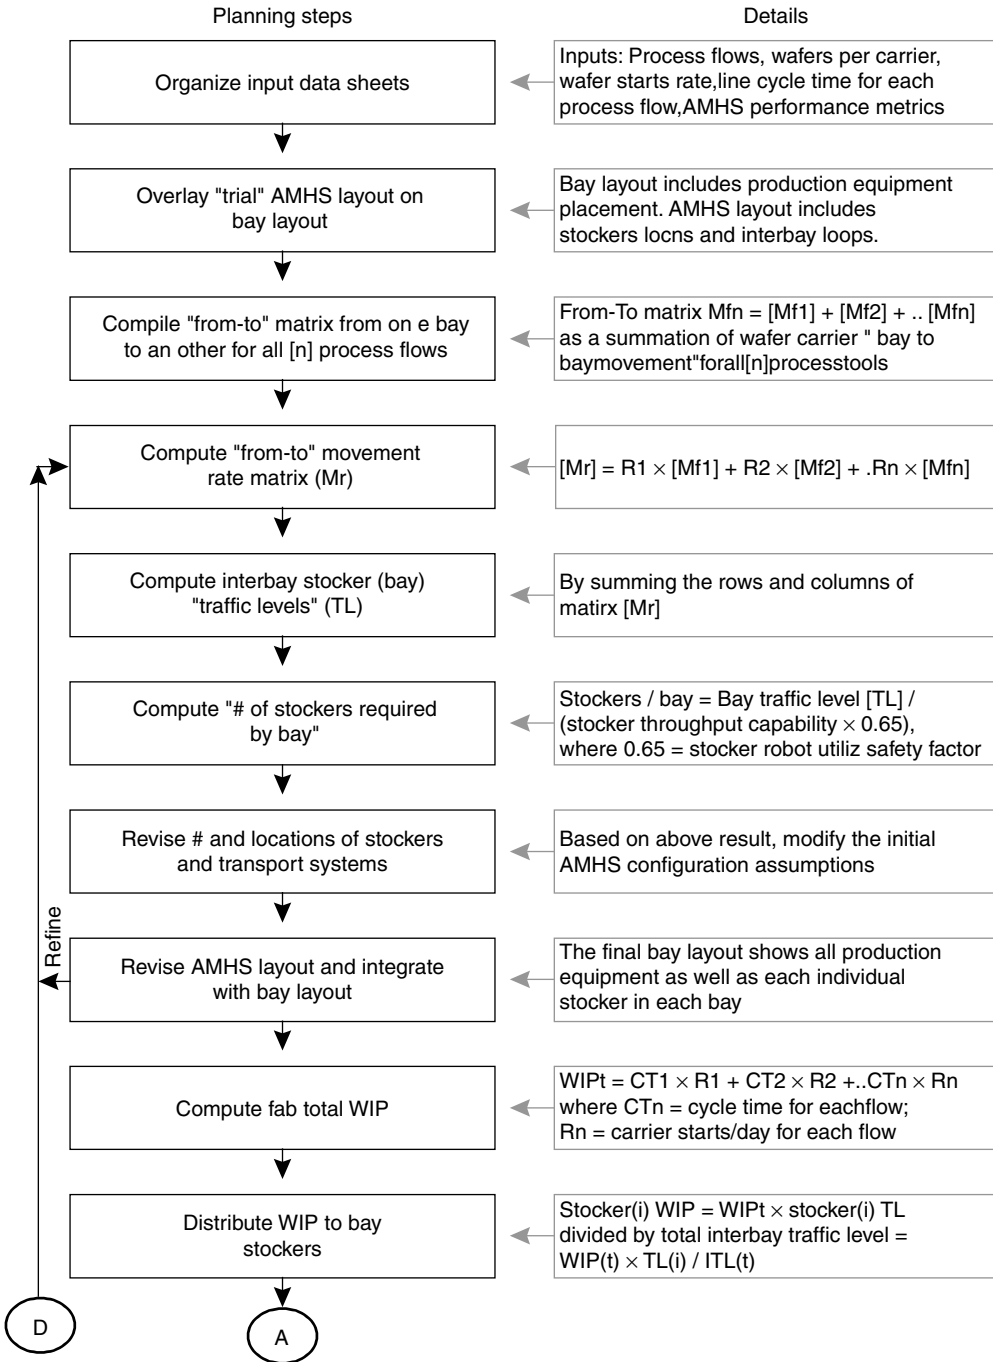 Planning steps
Details
Organize input data sheets
Inputs: Process flows, wafers per carrier,
wafer starts rate,line cycle time for each
process flow,AMHS performance metrics
Overlay "trial" AMHS layout on
bay layout
Bay layout includes production equipment
placement. AMHS layout includes
stockers locns and interbay loops.
Compile "from-to" matrix from on e bay
to an other for all [n] process flows
From-To matrix Mfn = [Mf1] + [Mf2] + .. [Mfn]
as a summation of wafer carrier " bay to
baymovement"forall[n]processtools
Compute "from-to" movement
rate matrix (Mr)
[Mr] = R1 × [Mf1] + R2 × [Mf2] + .Rn × [Mfn]
Compute interbay stocker (bay)
"traffic levels" (TL)
By summing the rows and columns of
matirx [Mr]
Compute "# of stockers required
by bay"
Stockers / bay = Bay traffic level [TL] /
(stocker throughput capability × 0.65),
where 0.65 = stocker robot utiliz safety factor
Revise # and locations of stockers
and transport systems
Based on above result, modify the initial
AMHS configuration assumptions
Refine
Revise AMHS layout and integrate
with bay layout
The final bay layout shows all production
equipment as well as each individual
stocker in each bay
Compute fab total WIP
WIPt = CT1 × R1 + CT2 × R2 +..CTn × Rn
where CTn = cycle time for eachflow;
Rn = carrier starts/day for each flow
Distribute WIP to bay
stockers
Stocker(i) WIP = WIPt × stocker(i) TL
divided by total interbay traffic level =
WIP(t) × TL(i) / ITL(t)
D
A